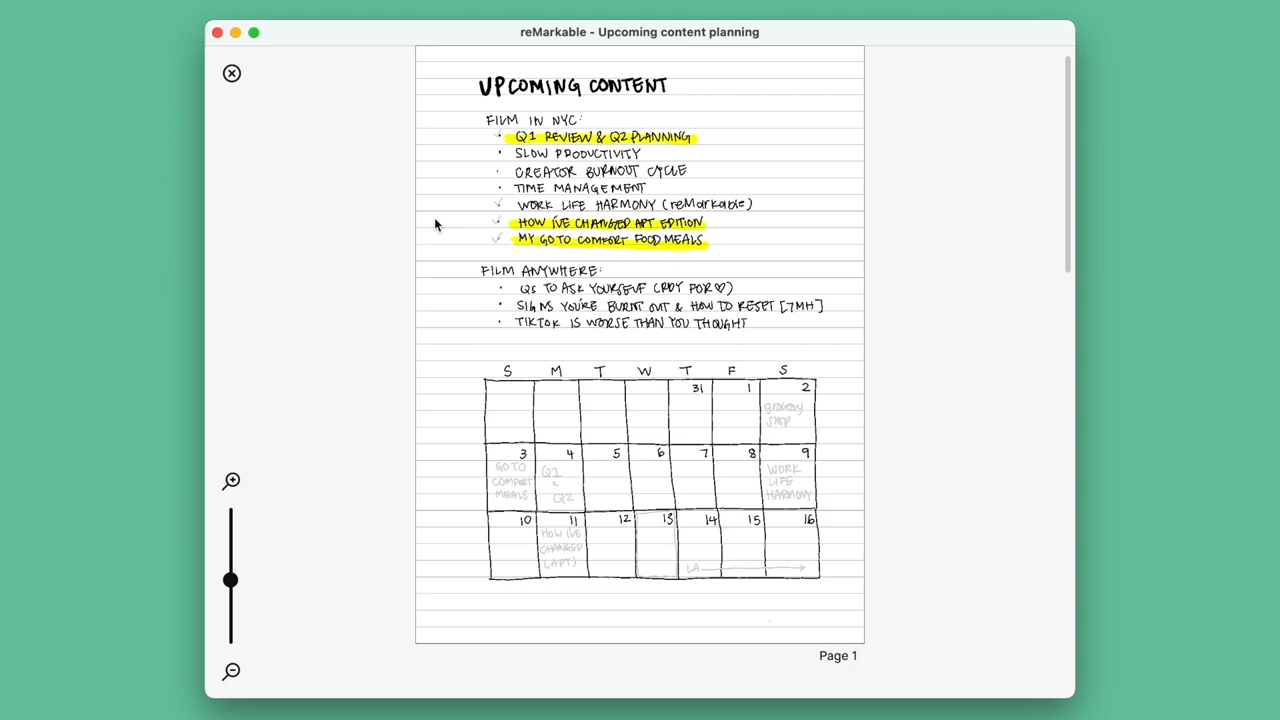 reMarkable - Upcoming content planning
UPCOMING CONTENT
FILM IN NYC:
Q1 REVIEW & Q2 PLANNING
SLOW PRODUCTIVITY
CREATOR BURNOUT CYCLE
TIME MANAGEMENT
WORK LIFE HARMONY (reMarkable)
HOW I'VE CHANGED APT EDITION
MY GO TO COMFORT FOOD MEALS
FILM ANYWHERE:
QS TO ASK YOURSELF (RDY FOR ♡)
SIGNS YOU'RE BURNT OUT & HOW TO RESET [7MH]
TIKTOK IS WORSE THAN YOU THOUGHT
S M T W T F S
31 1 2
grocery
shop
3 4 5 6 7 8 9
GO TO
COMFORT
MEALS
Q1
x
Q2
WORK
LIFE
HARMONY
10 11 12 13 14 15 16
HOW I'VE
CHANGED
(APT)
LA
Page 1